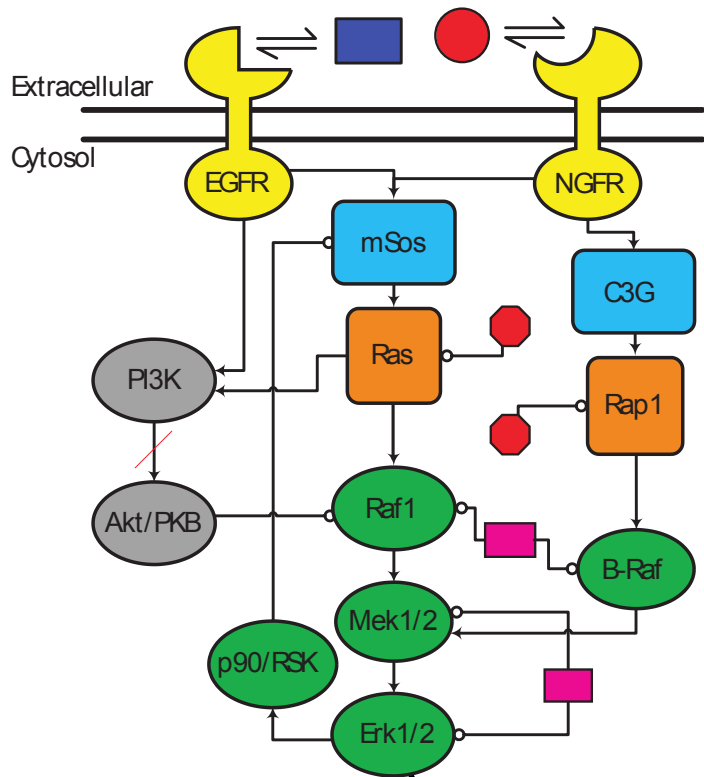 Extracellular
Cytosol
EGFR
NGFR
mSos
C3G
Ras
PI3K
Rap1
Akt/PKB
Raf1
B-Raf
Mek1/2
p90/RSK
Erk1/2